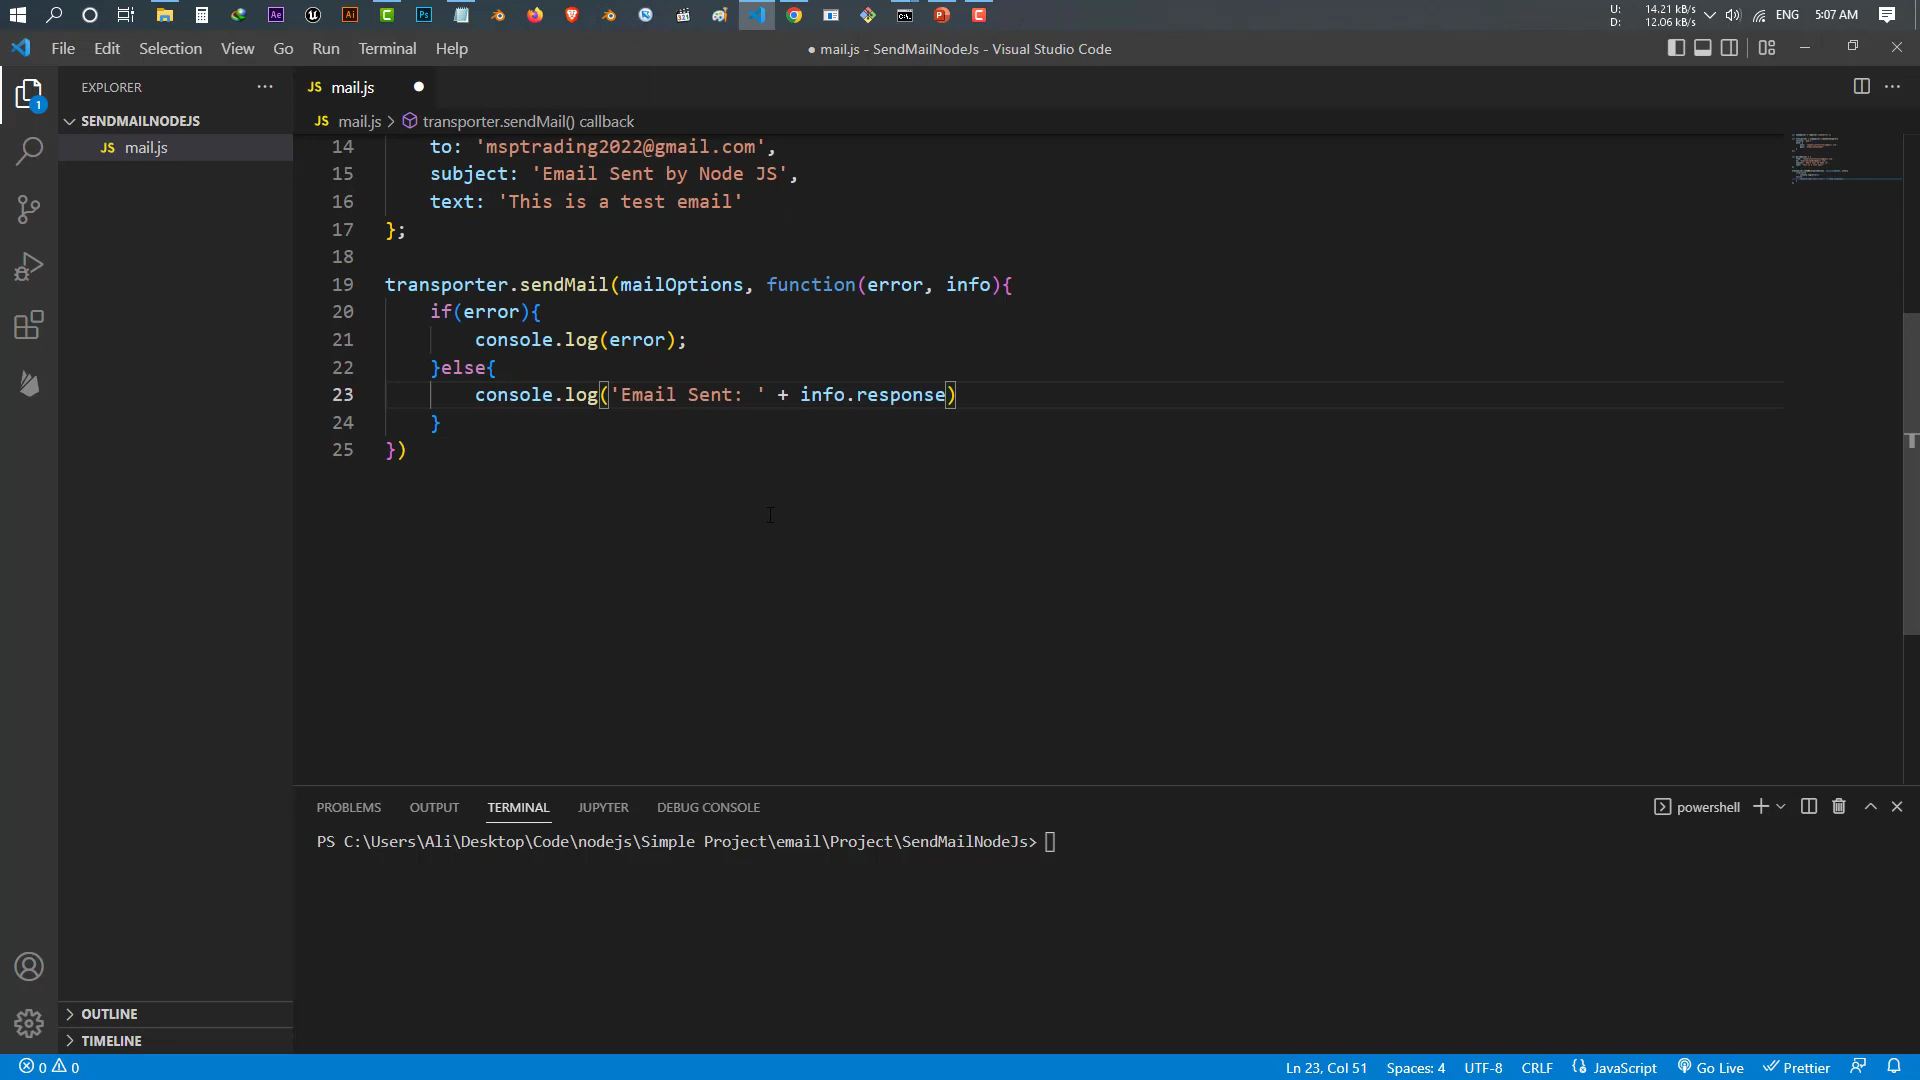 U: 14.21 kB/s
D: 12.06 kB/s
ENG
5:07 AM
File Edit Selection View Go Run Terminal Help
● mail.js - SendMailNodeJs - Visual Studio Code
EXPLORER
JS mail.js
SENDMAILNODEJS
JS mail.js > transporter.sendMail() callback
JS mail.js
1
14 to: 'msptrading2022@gmail.com',
15 subject: 'Email Sent by Node JS',
16 text: 'This is a test email'
17 };
18
19 transporter.sendMail(mailOptions, function(error, info){
20 if(error){
21 console.log(error);
22 }else{
23 console.log('Email Sent: ' + info.response)
24 }
25 })
PROBLEMS OUTPUT TERMINAL JUPYTER DEBUG CONSOLE
powershell
PS C:\Users\Ali\Desktop\Code\nodejs\Simple Project\email\Project\SendMailNodeJs>
OUTLINE
TIMELINE
0 0
Ln 23, Col 51 Spaces: 4 UTF-8 CRLF JavaScript Go Live Prettier